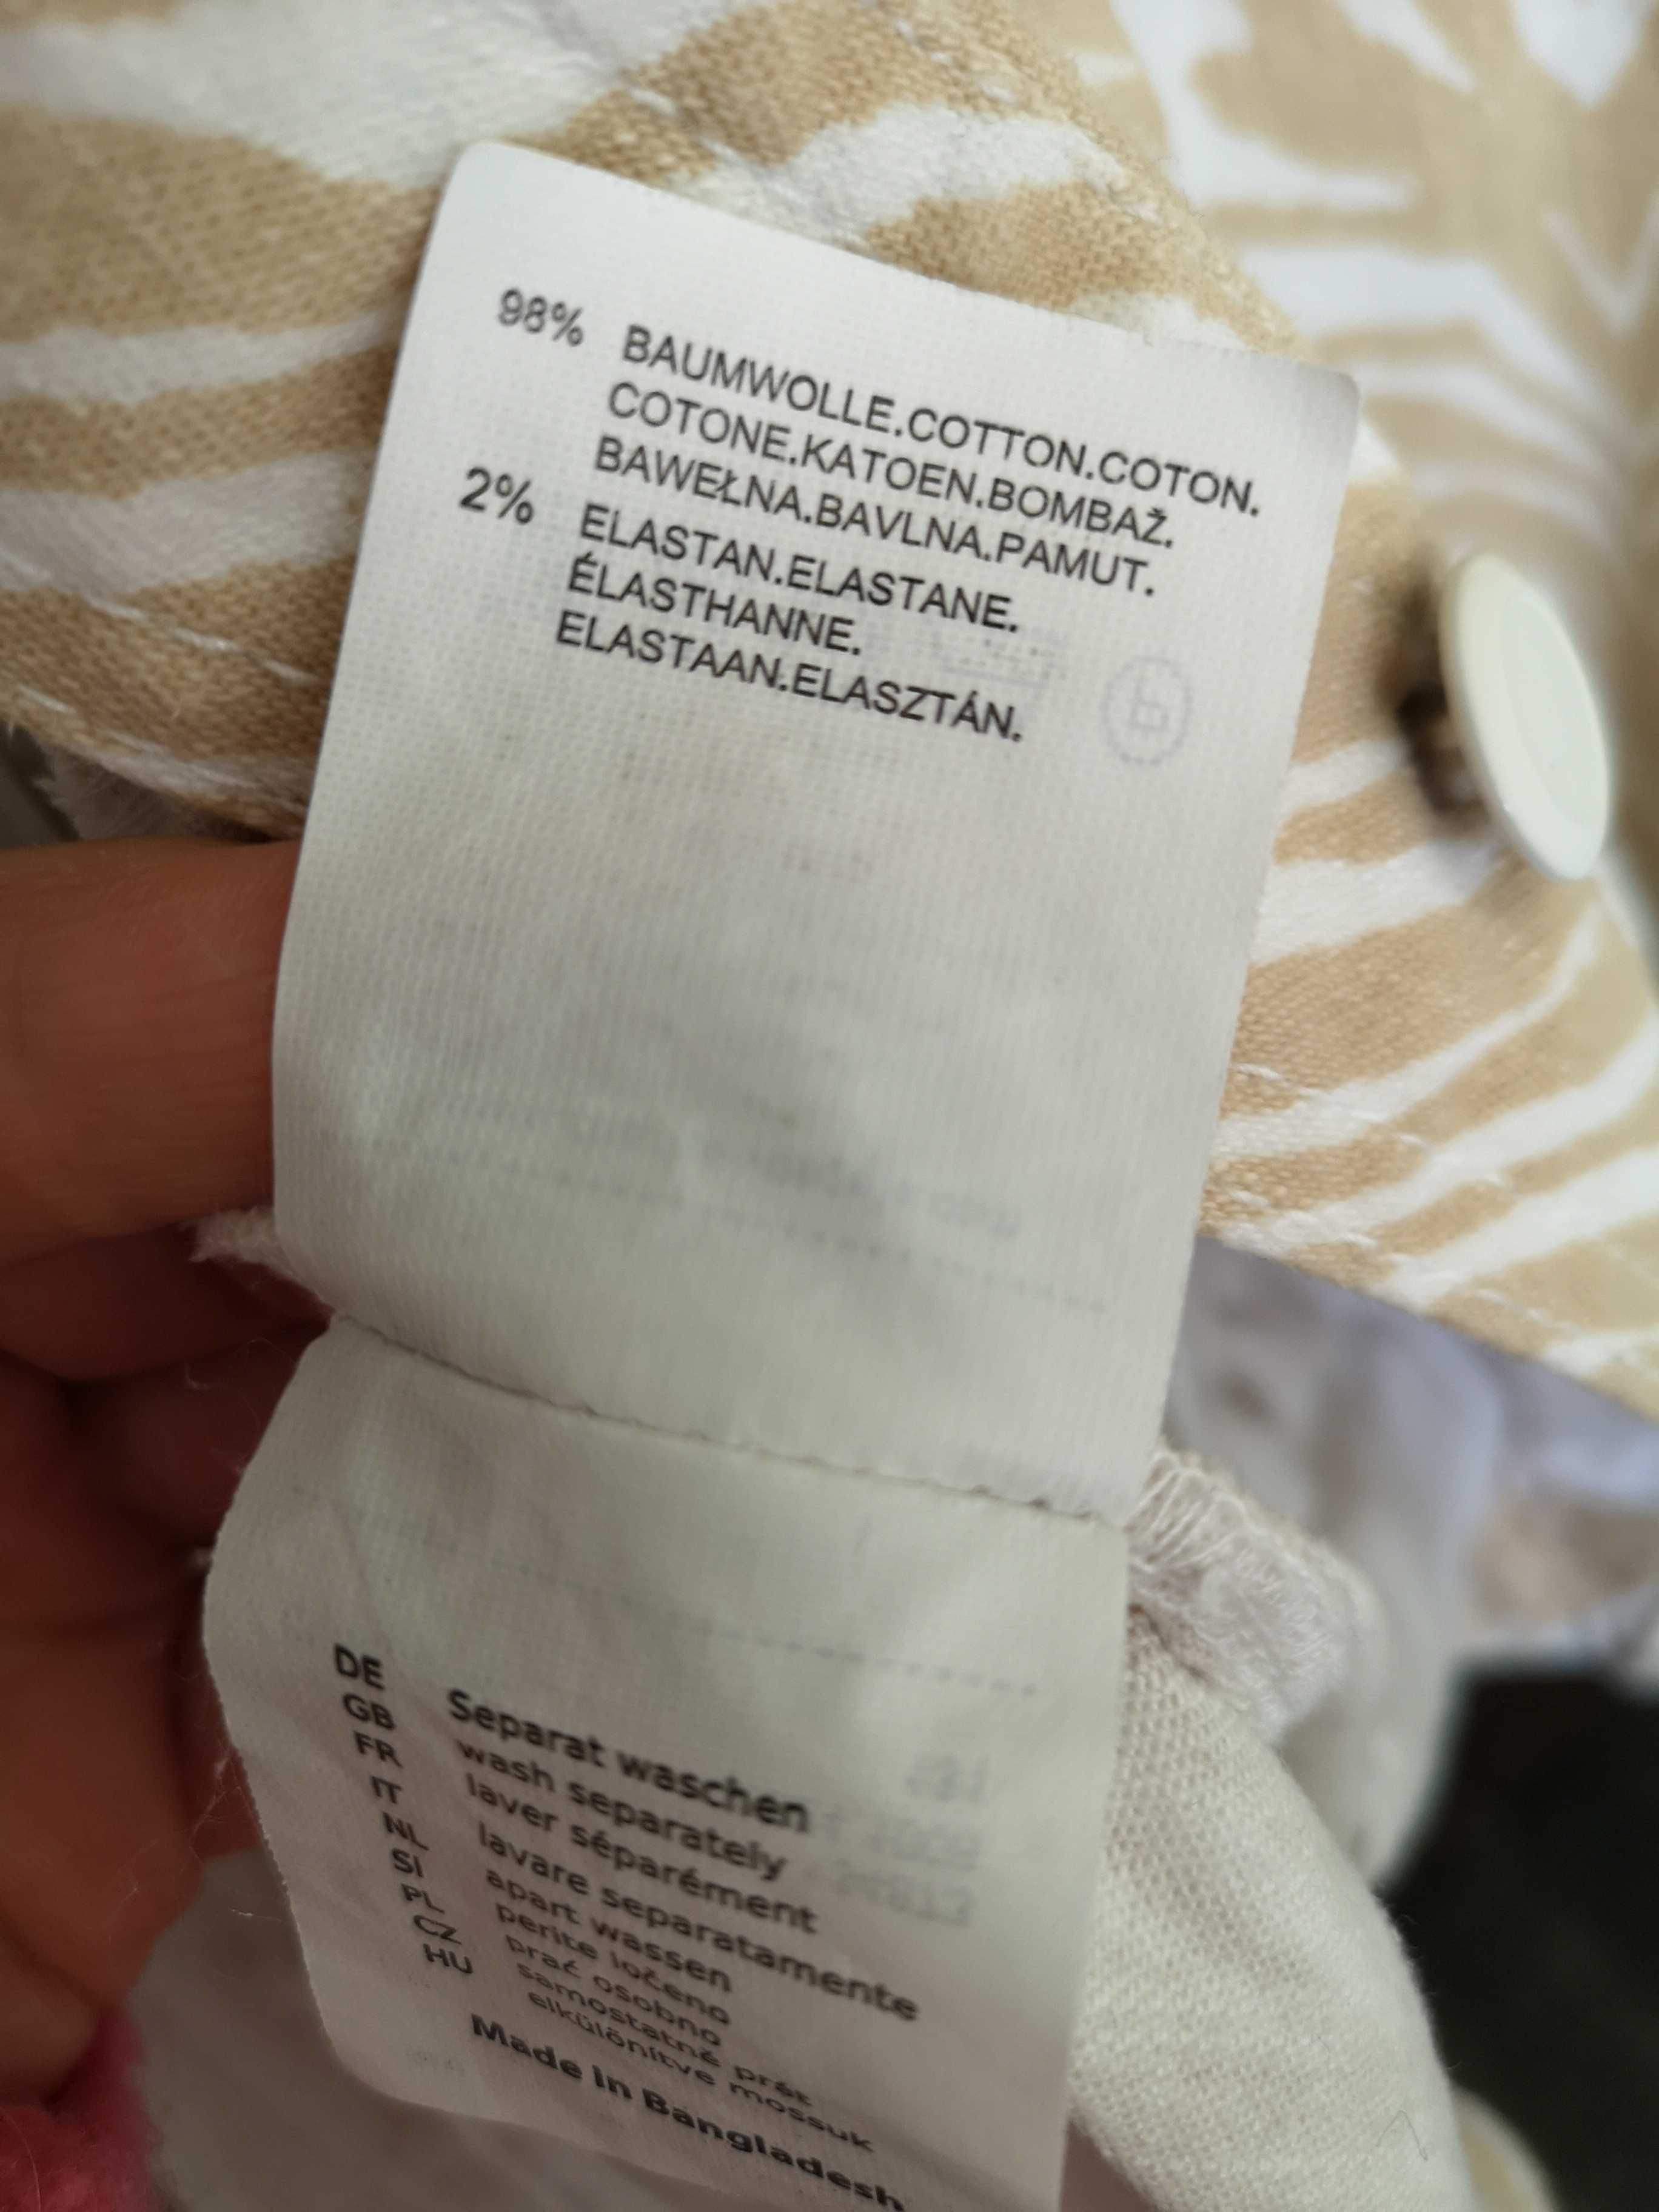 98% BAUMWOLLE.COTTON.COTON.
COTONE.KATOEN.BOMBAŽ.
BAWEŁNA.BAVLNA.PAMUT.
2% ELASTAN.ELASTANE.
ÉLASTHANNE.
ELASTAAN.ELASZTÁN.
DE Separat waschen
GB wash separately
FR laver séparément
IT lavare separatamente
NL apart wassen
SI perite ločeno
PL prać osobno
CZ samostatně prát
HU elkülönítve mossuk
Made in Bangladesh